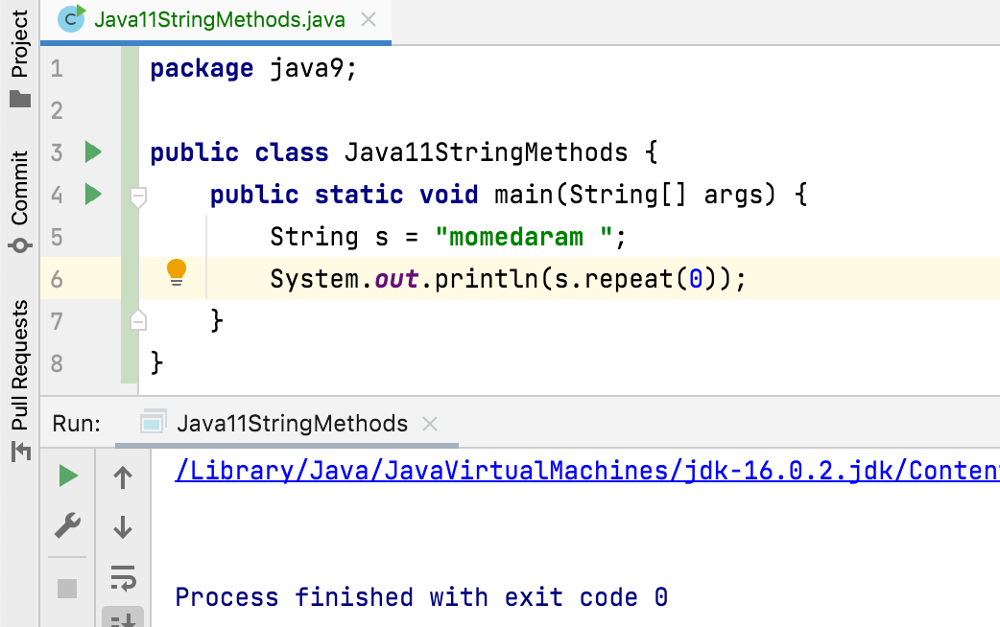 Java11StringMethods.java
Project
Commit
Pull Requests
1 package java9;
2
3 public class Java11StringMethods {
4 public static void main(String[] args) {
5 String s = "momedaram ";
6 System.out.println(s.repeat(0));
7 }
8 }
Run: Java11StringMethods
/Library/Java/JavaVirtualMachines/jdk-16.0.2.jdk/Conten
Process finished with exit code 0